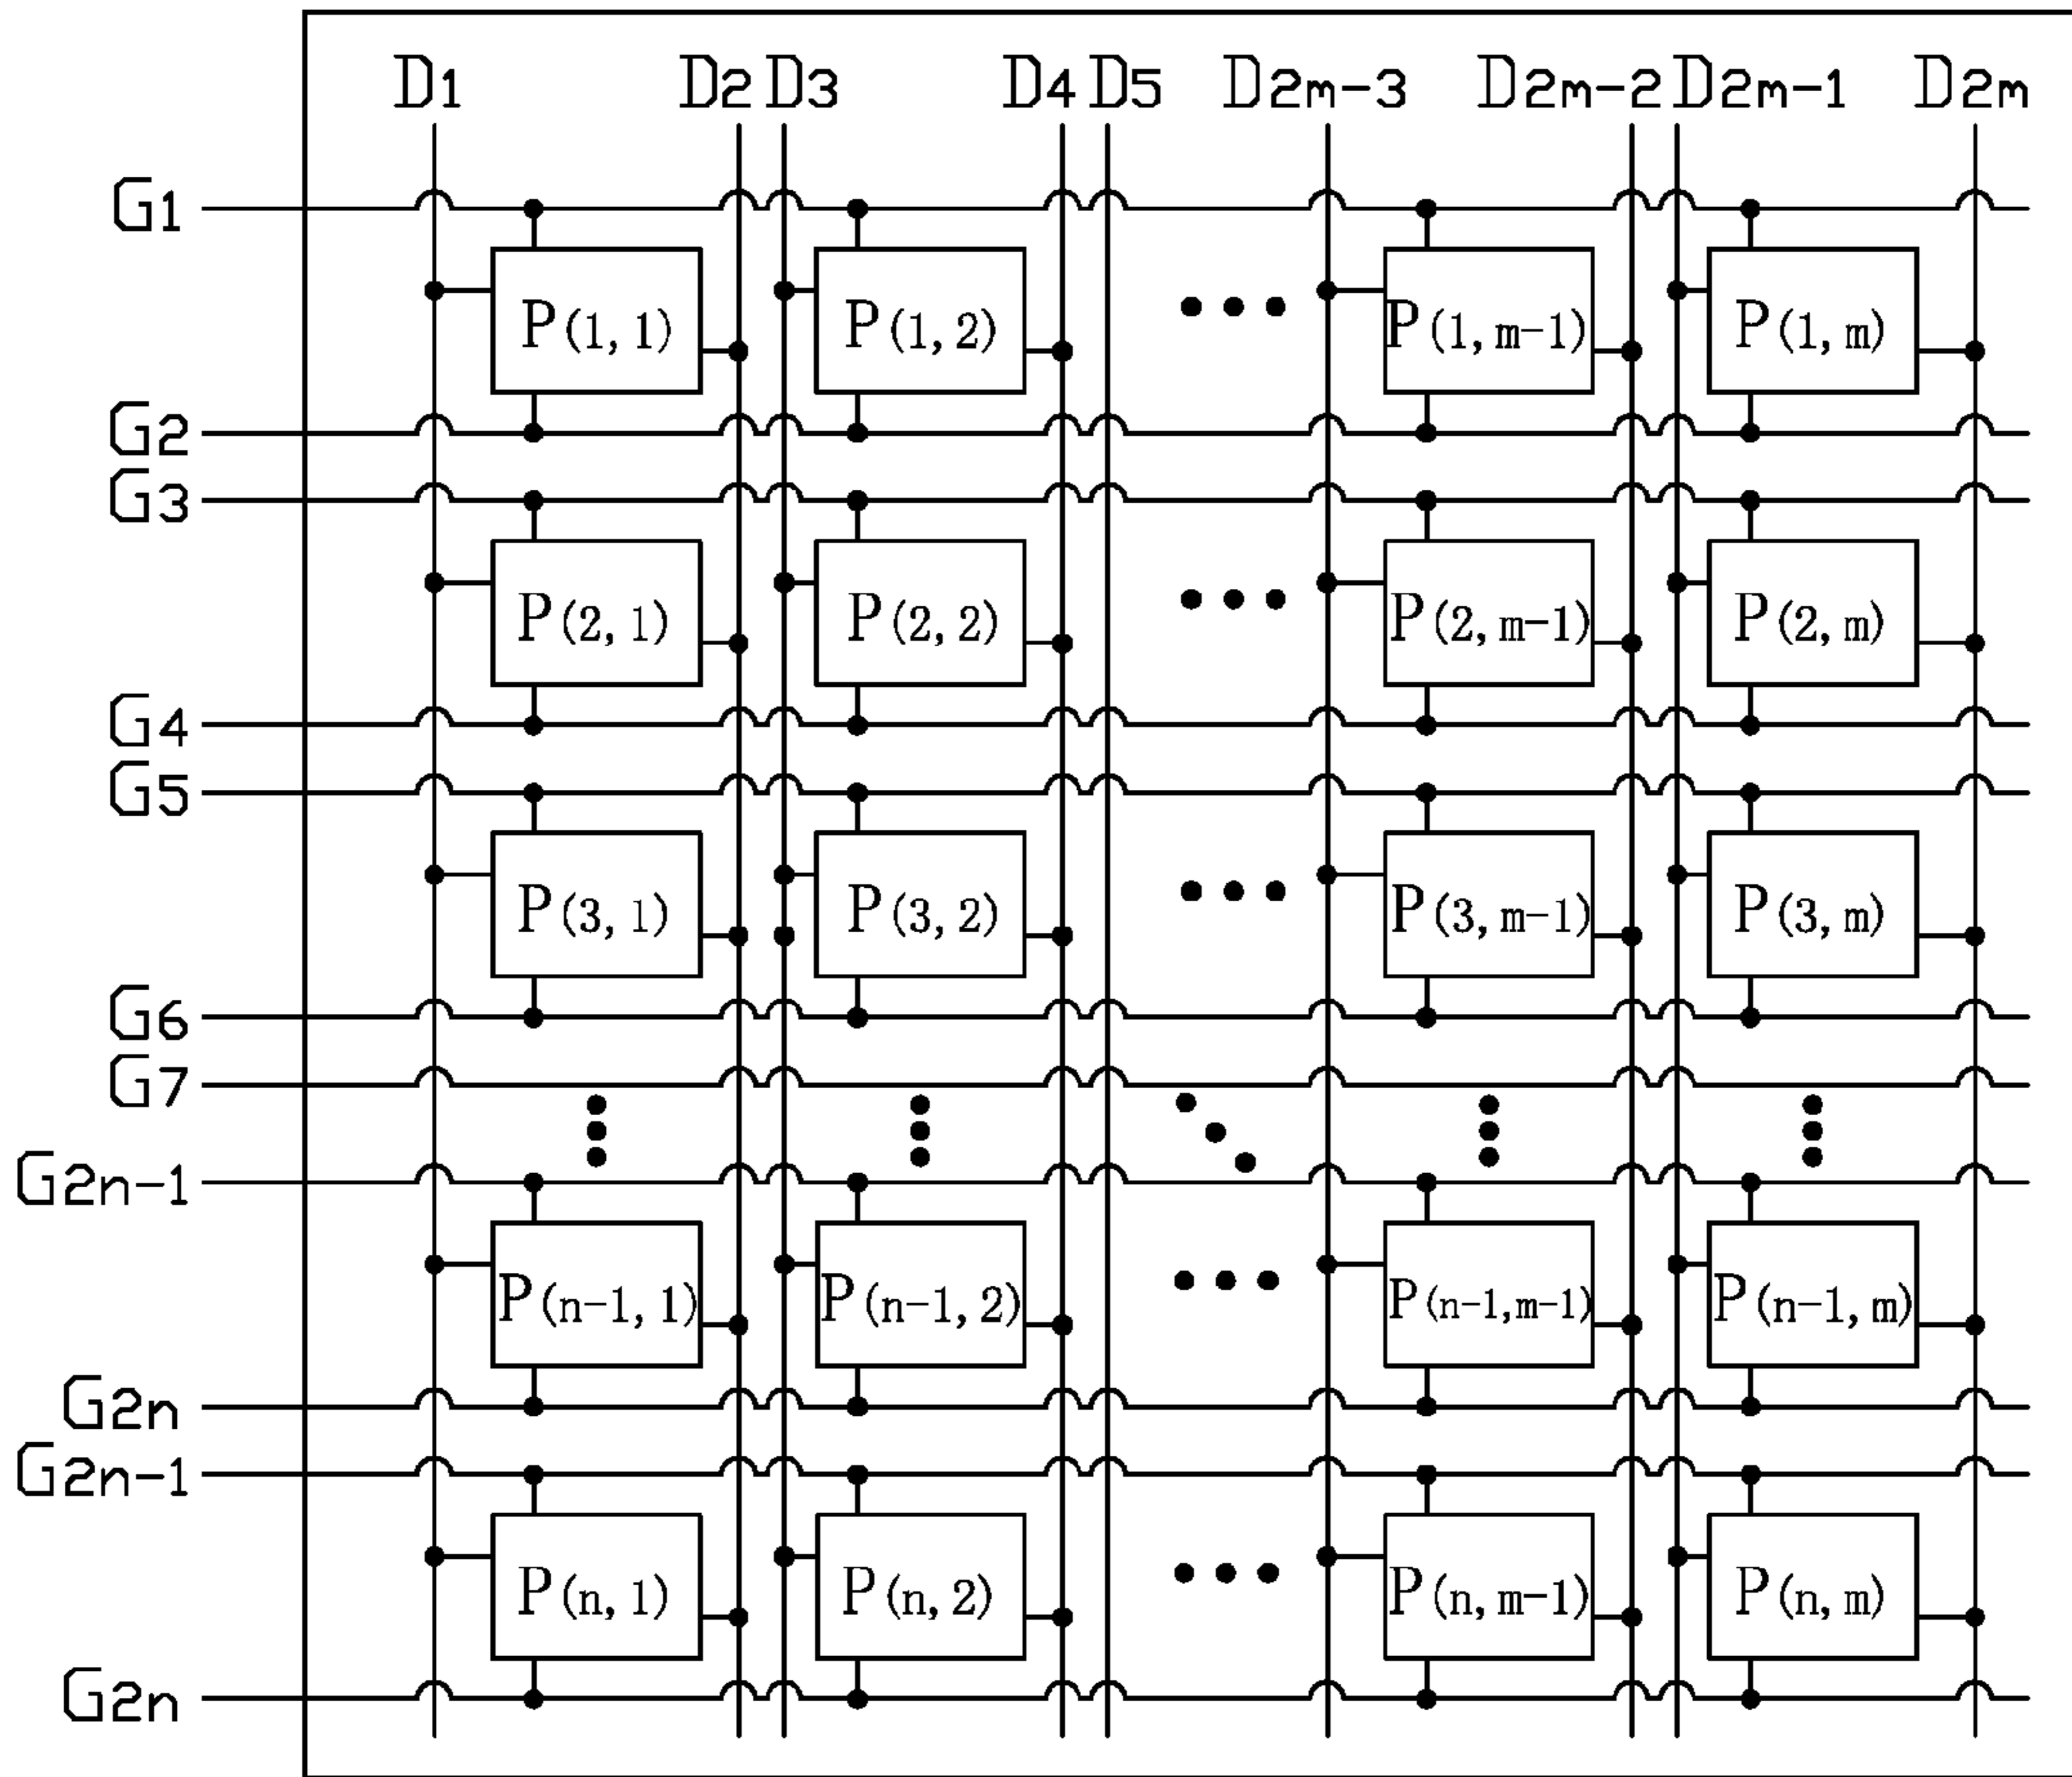 D1 D2 D3 D4 D5 D2m-3 D2m-2 D2m-1 D2m
G1
P(1,1) P(1,2) P(1,m-1) P(1,m)
G2
G3
P(2,1) P(2,2) P(2,m-1) P(2,m)
G4
G5
P(3,1) P(3,2) P(3,m-1) P(3,m)
G6
G7
G2n-1
P(n-1,1) P(n-1,2) P(n-1,m-1) P(n-1,m)
G2n
G2n-1
P(n,1) P(n,2) P(n,m-1) P(n,m)
G2n